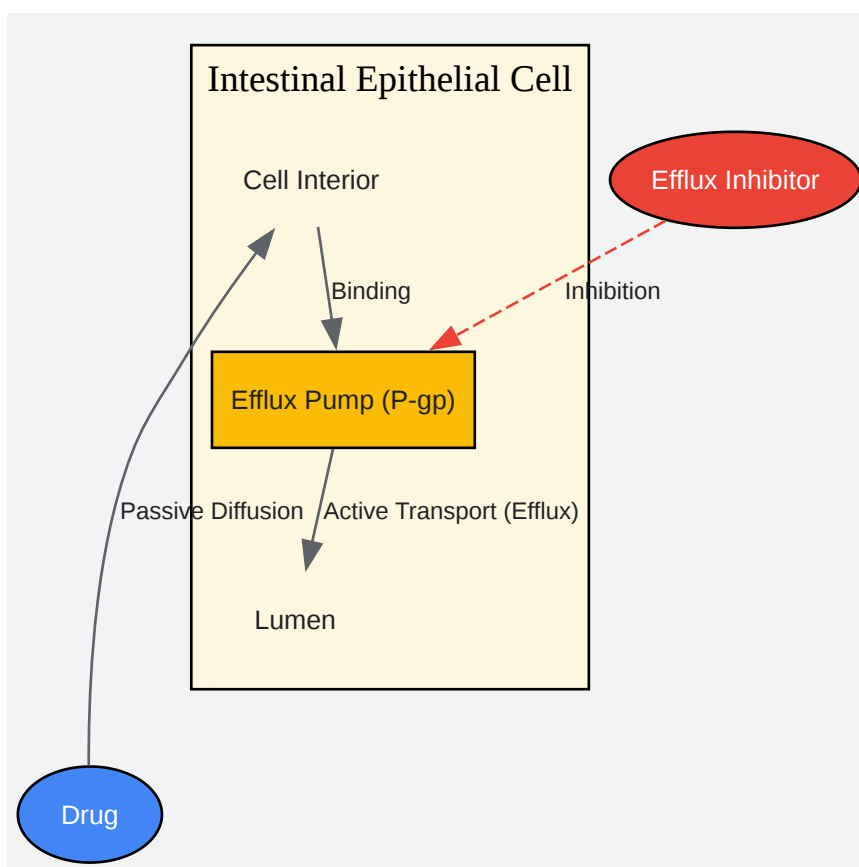 Intestinal Epithelial Cell
Cell Interior
Efflux Inhibitor
Binding
Inhibition
Efflux Pump (P-gp)
Passive Diffusion
Active Transport (Efflux)
Lumen
Drug